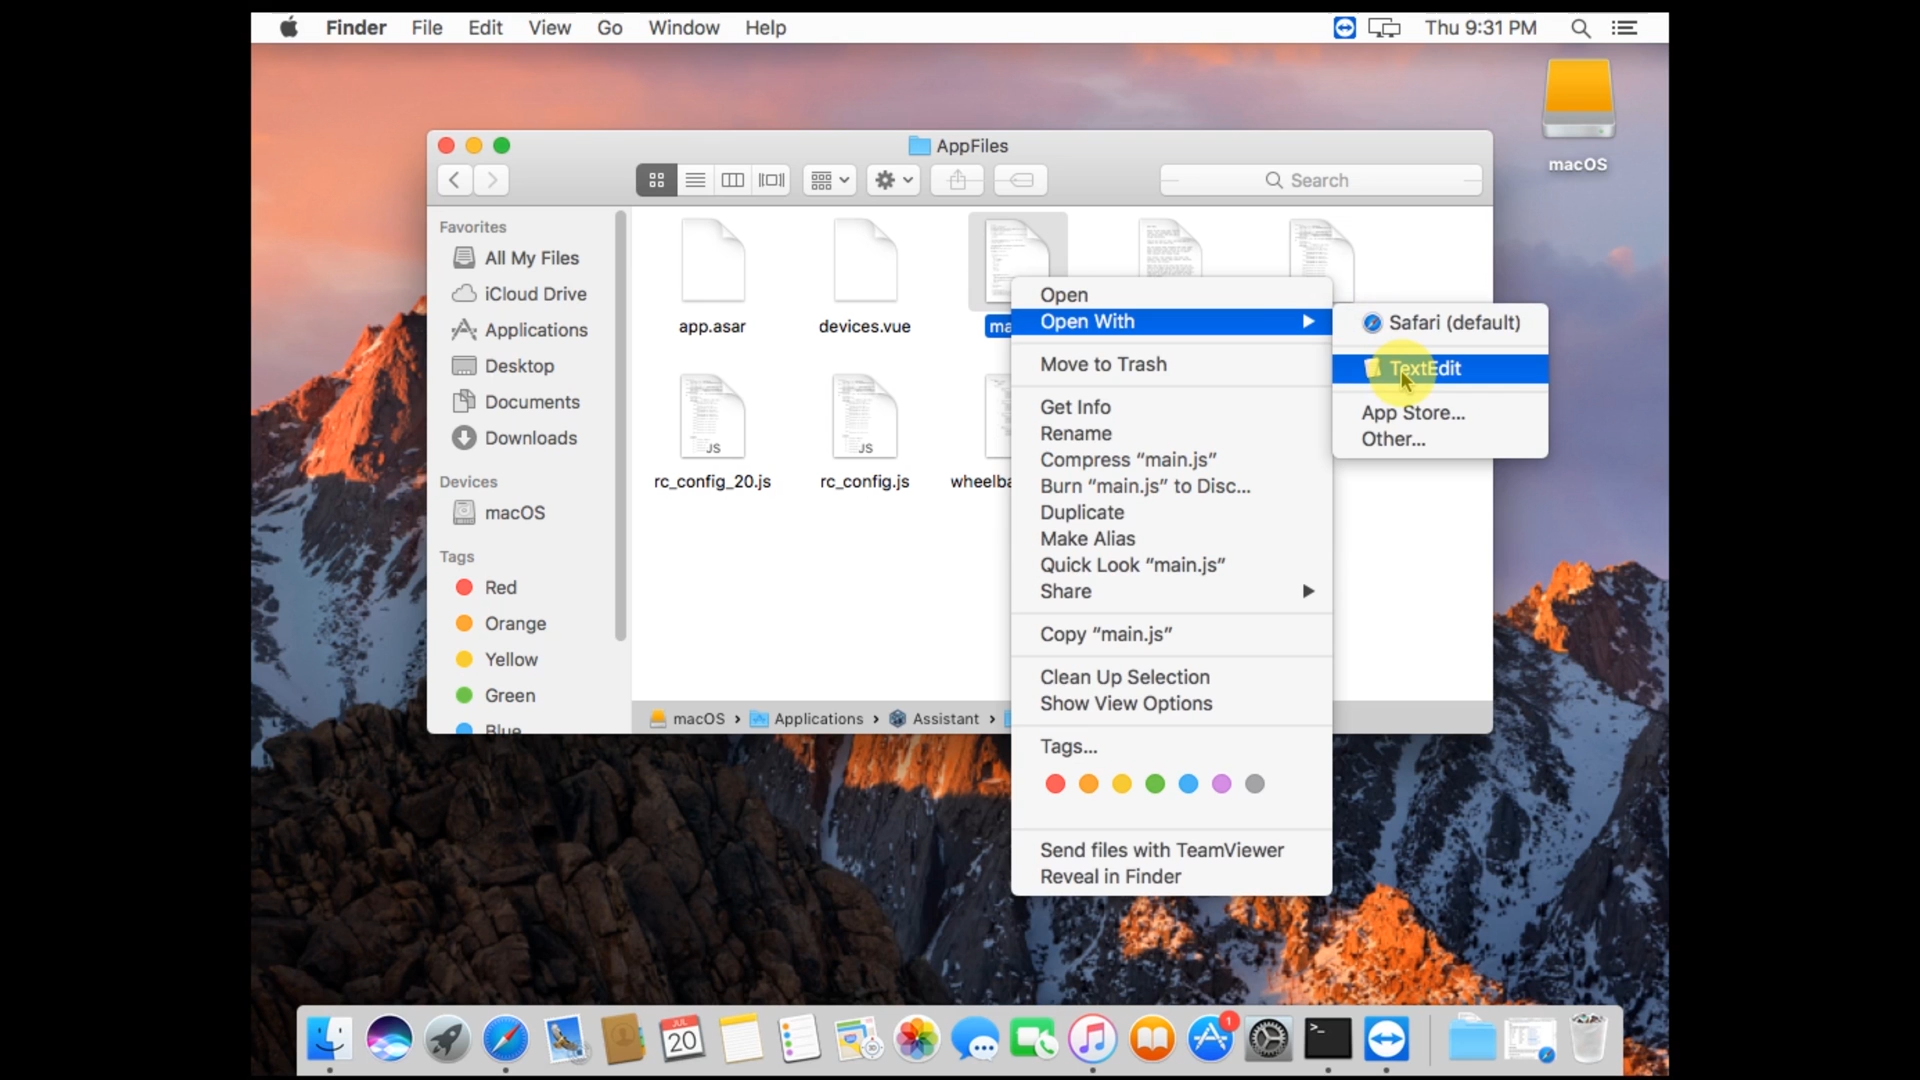 Finder File Edit View Go Window Help Thu 9:31 PM
macOS
AppFiles
Search
Favorites
All My Files
iCloud Drive
Applications
Desktop
Documents
Downloads
Devices
macOS
Tags
Red
Orange
Yellow
Green
Blue
app.asar devices.vue ma
rc_config_20.js rc_config.js wheelba
JS JS
macOS › Applications › Assistant ›
Open
Open With
Move to Trash
Get Info
Rename
Compress “main.js”
Burn “main.js” to Disc...
Duplicate
Make Alias
Quick Look “main.js”
Share
Copy “main.js”
Clean Up Selection
Show View Options
Tags...
Send files with TeamViewer
Reveal in Finder
Safari (default)
TextEdit
App Store...
Other...
JUL
20
1